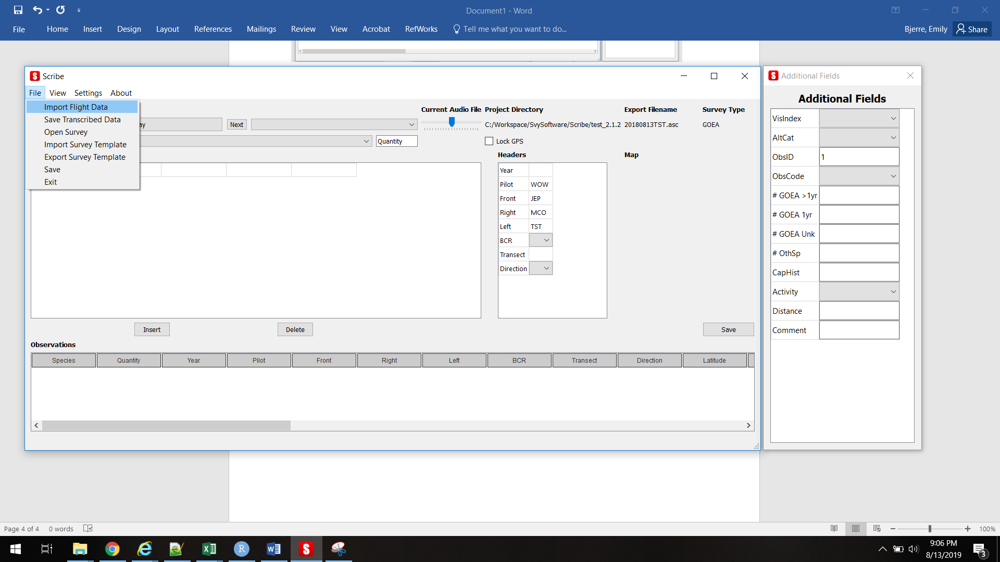 Document1 - Word
File Home Insert Design Layout References Mailings Review View Acrobat RefWorks Tell me what you want to do... Bjerre, Emily Share
Scribe
File View Settings About
Import Flight Data
Save Transcribed Data
Open Survey
Import Survey Template
Export Survey Template
Save
Exit
ay Next
Quantity
Current Audio File Project Directory Export Filename Survey Type
C:/Workspace/SvySoftware/Scribe/test_2.1.2 20180813TST.asc GOEA
Lock GPS
Headers Map
Year
Pilot WOW
Front JEP
Right MCO
Left TST
BCR
Transect
Direction
Insert Delete Save
Observations
Species Quantity Year Pilot Front Right Left BCR Transect Direction Latitude
Additional Fields
Additional Fields
VisIndex
AltCat
ObsID 1
ObsCode
# GOEA >1yr
# GOEA 1yr
# GOEA Unk
# OthSp
CapHist
Activity
Distance
Comment
Page 4 of 4 0 words 100%
9:06 PM
8/13/2019
3